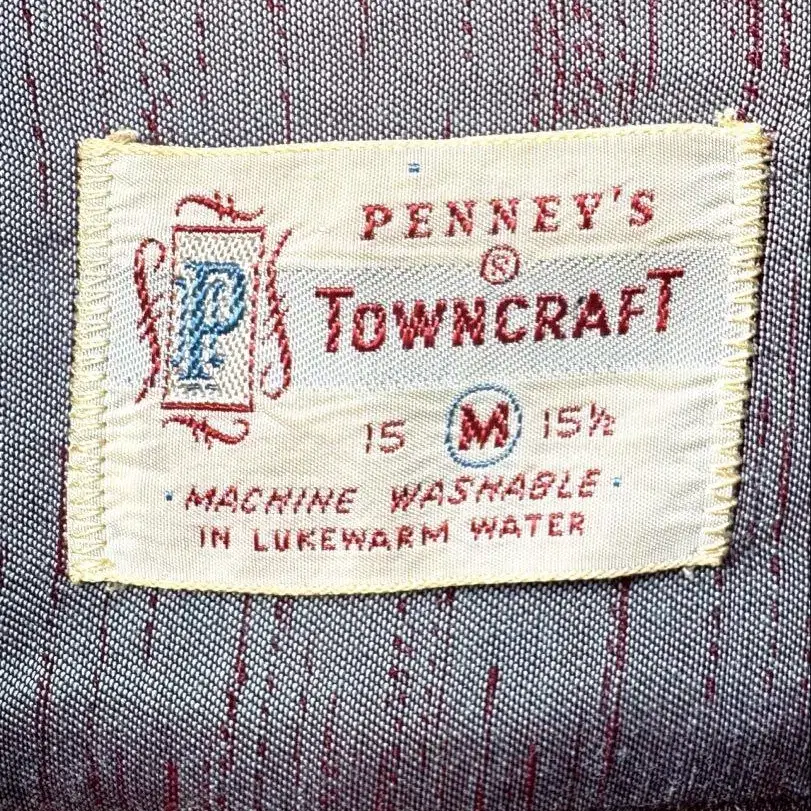 PENNEY'S
®
P TOWNCRAFT
15 M 15½
· MACHINE WASHABLE ·
IN LUKEWARM WATER